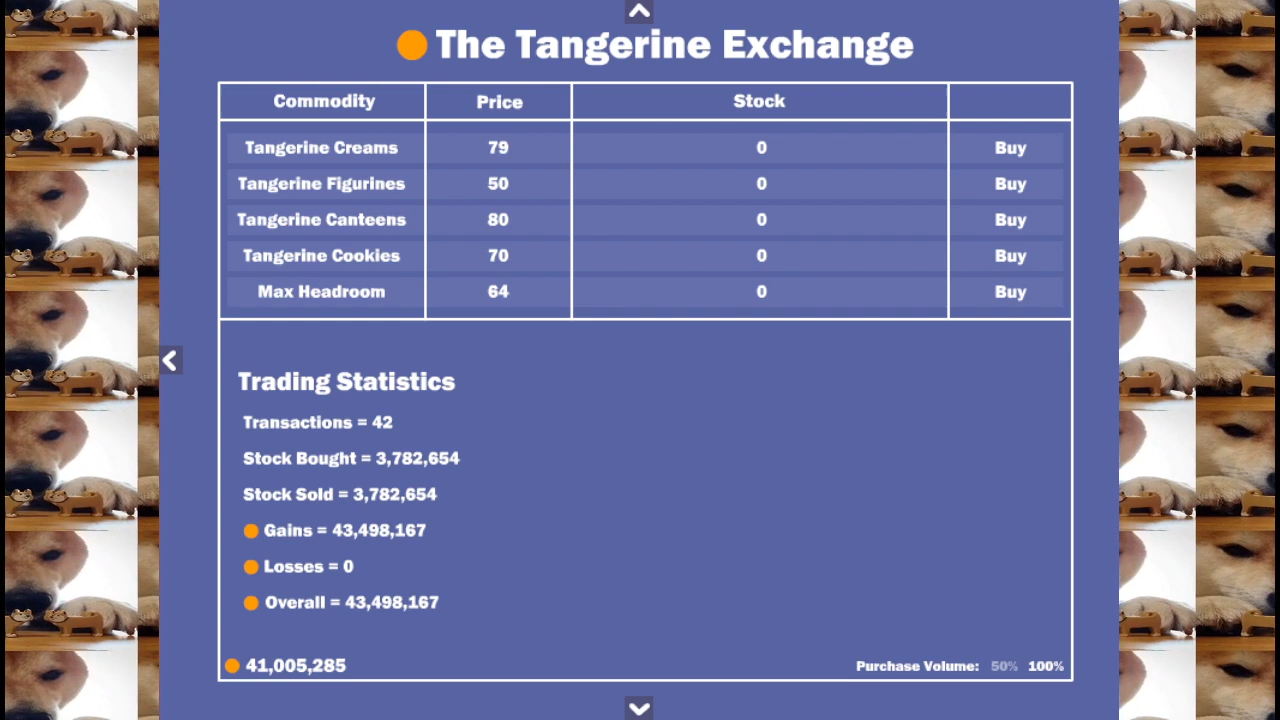 The Tangerine Exchange
Commodity Price Stock
Tangerine Creams 79 0 Buy
Tangerine Figurines 50 0 Buy
Tangerine Canteens 80 0 Buy
Tangerine Cookies 70 0 Buy
Max Headroom 64 0 Buy
Trading Statistics
Transactions = 42
Stock Bought = 3,782,654
Stock Sold = 3,782,654
Gains = 43,498,167
Losses = 0
Overall = 43,498,167
41,005,285 Purchase Volume: 50% 100%